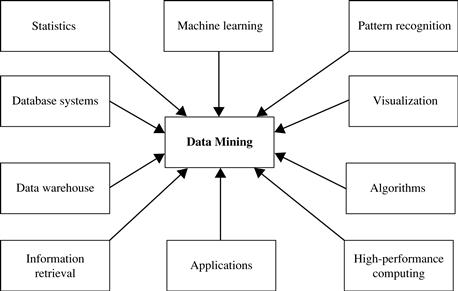 Statistics
Machine learning
Pattern recognition
Database systems
Visualization
Data Mining
Data warehouse
Algorithms
Information
retrieval
Applications
High-performance
computing